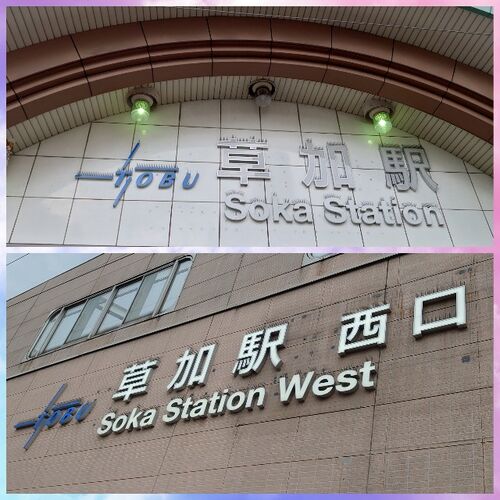 TOBU 草加駅
Soka Station
草加駅 西口
TOBU Soka Station West